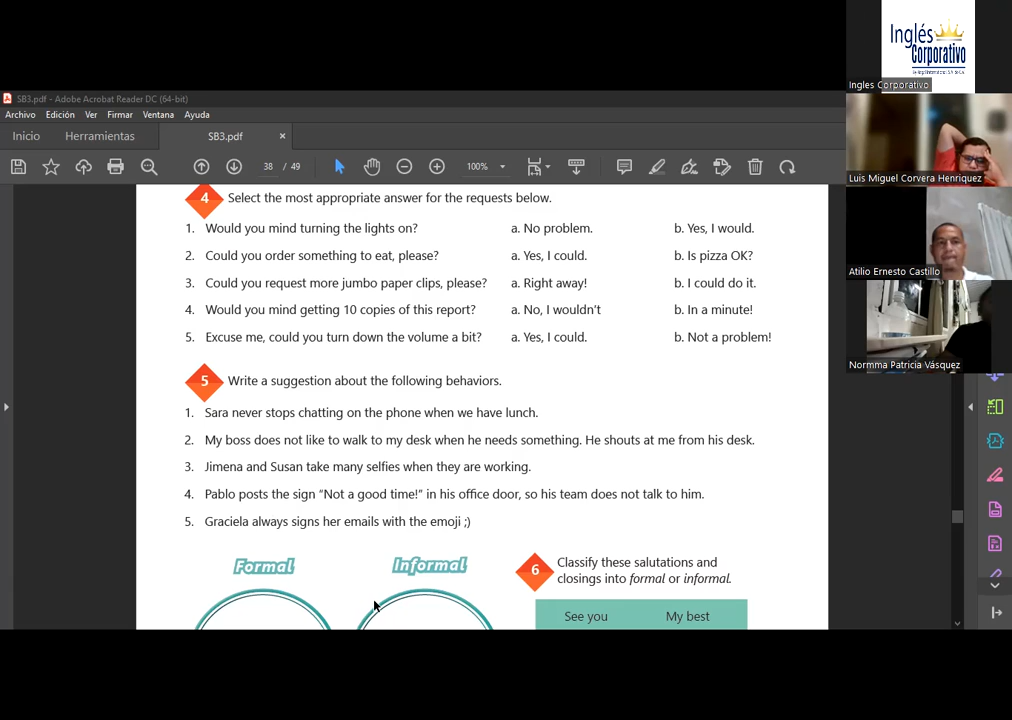 SB3.pdf - Adobe Acrobat Reader DC (64-bit)
Archivo Edición Ver Firmar Ventana Ayuda
Inicio Herramientas SB3.pdf ×
38 / 49 100%
4 Select the most appropriate answer for the requests below.
1. Would you mind turning the lights on? a. No problem. b. Yes, I would.
2. Could you order something to eat, please? a. Yes, I could. b. Is pizza OK?
3. Could you request more jumbo paper clips, please? a. Right away! b. I could do it.
4. Would you mind getting 10 copies of this report? a. No, I wouldn't b. In a minute!
5. Excuse me, could you turn down the volume a bit? a. Yes, I could. b. Not a problem!
5 Write a suggestion about the following behaviors.
1. Sara never stops chatting on the phone when we have lunch.
2. My boss does not like to walk to my desk when he needs something. He shouts at me from his desk.
3. Jimena and Susan take many selfies when they are working.
4. Pablo posts the sign “Not a good time!” in his office door, so his team does not talk to him.
5. Graciela always signs her emails with the emoji ;)
Formal Informal
6 Classify these salutations and
closings into formal or informal.
See you My best
Inglés
Corporativo
Ingles Corporativo
Luis Miguel Corvera Henriquez
Atilio Ernesto Castillo
Normma Patricia Vásquez